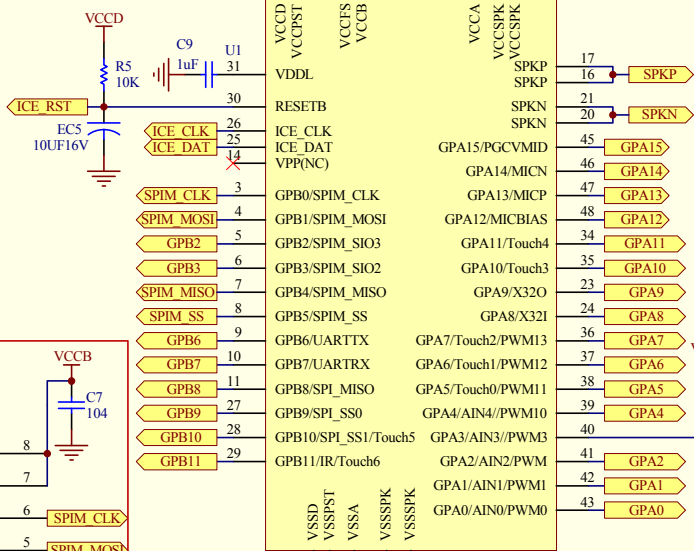 VCCD
VCCD
VCCPST
VCCFS
VCCB
VCCA
VCCSPK
VCCSPK
R5
10K
C9
1uF
U1
31 VDDL
SPKP 17
SPKP 16
SPKP
ICE_RST
30 RESETB
SPKN 21
SPKN 20
SPKN
EC5
10UF16V
ICE_CLK 26 ICE_CLK
ICE_DAT 25 ICE_DAT
14 VPP(NC)
GPA15/PGCVMID 45 GPA15
GPA14/MICN 46 GPA14
SPIM_CLK 3 GPB0/SPIM_CLK
GPA13/MICP 47 GPA13
SPIM_MOSI 4 GPB1/SPIM_MOSI
GPA12/MICBIAS 48 GPA12
GPB2 5 GPB2/SPIM_SIO3
GPA11/Touch4 34 GPA11
GPB3 6 GPB3/SPIM_SIO2
GPA10/Touch3 35 GPA10
SPIM_MISO 7 GPB4/SPIM_MISO
GPA9/X32O 23 GPA9
SPIM_SS 8 GPB5/SPIM_SS
GPA8/X32I 24 GPA8
GPB6 9 GPB6/UARTTX
GPA7/Touch2/PWM13 36 GPA7
GPB7 10 GPB7/UARTRX
GPA6/Touch1/PWM12 37 GPA6
GPB8 11 GPB8/SPI_MISO
GPA5/Touch0/PWM11 38 GPA5
GPB9 27 GPB9/SPI_SS0
GPA4/AIN4//PWM10 39 GPA4
GPB10 28 GPB10/SPI_SS1/Touch5
GPA3/AIN3//PWM3 40
GPB11 29 GPB11/IR/Touch6
GPA2/AIN2/PWM 41 GPA2
GPA1/AIN1/PWM1 42 GPA1
GPA0/AIN0/PWM0 43 GPA0
VSSD
VSSPST
VSSA
VSSSPK
VSSSPK
VCCB
C7
104
8
7
6 SPIM_CLK
5 SPIM_MOSI